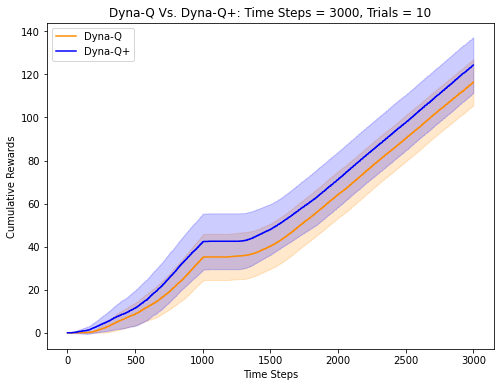 Dyna-Q Vs. Dyna-Q+: Time Steps = 3000, Trials = 10
Dyna-Q
Dyna-Q+
Cumulative Rewards
140
120
100
80
60
40
20
0
0 500 1000 1500 2000 2500 3000
Time Steps